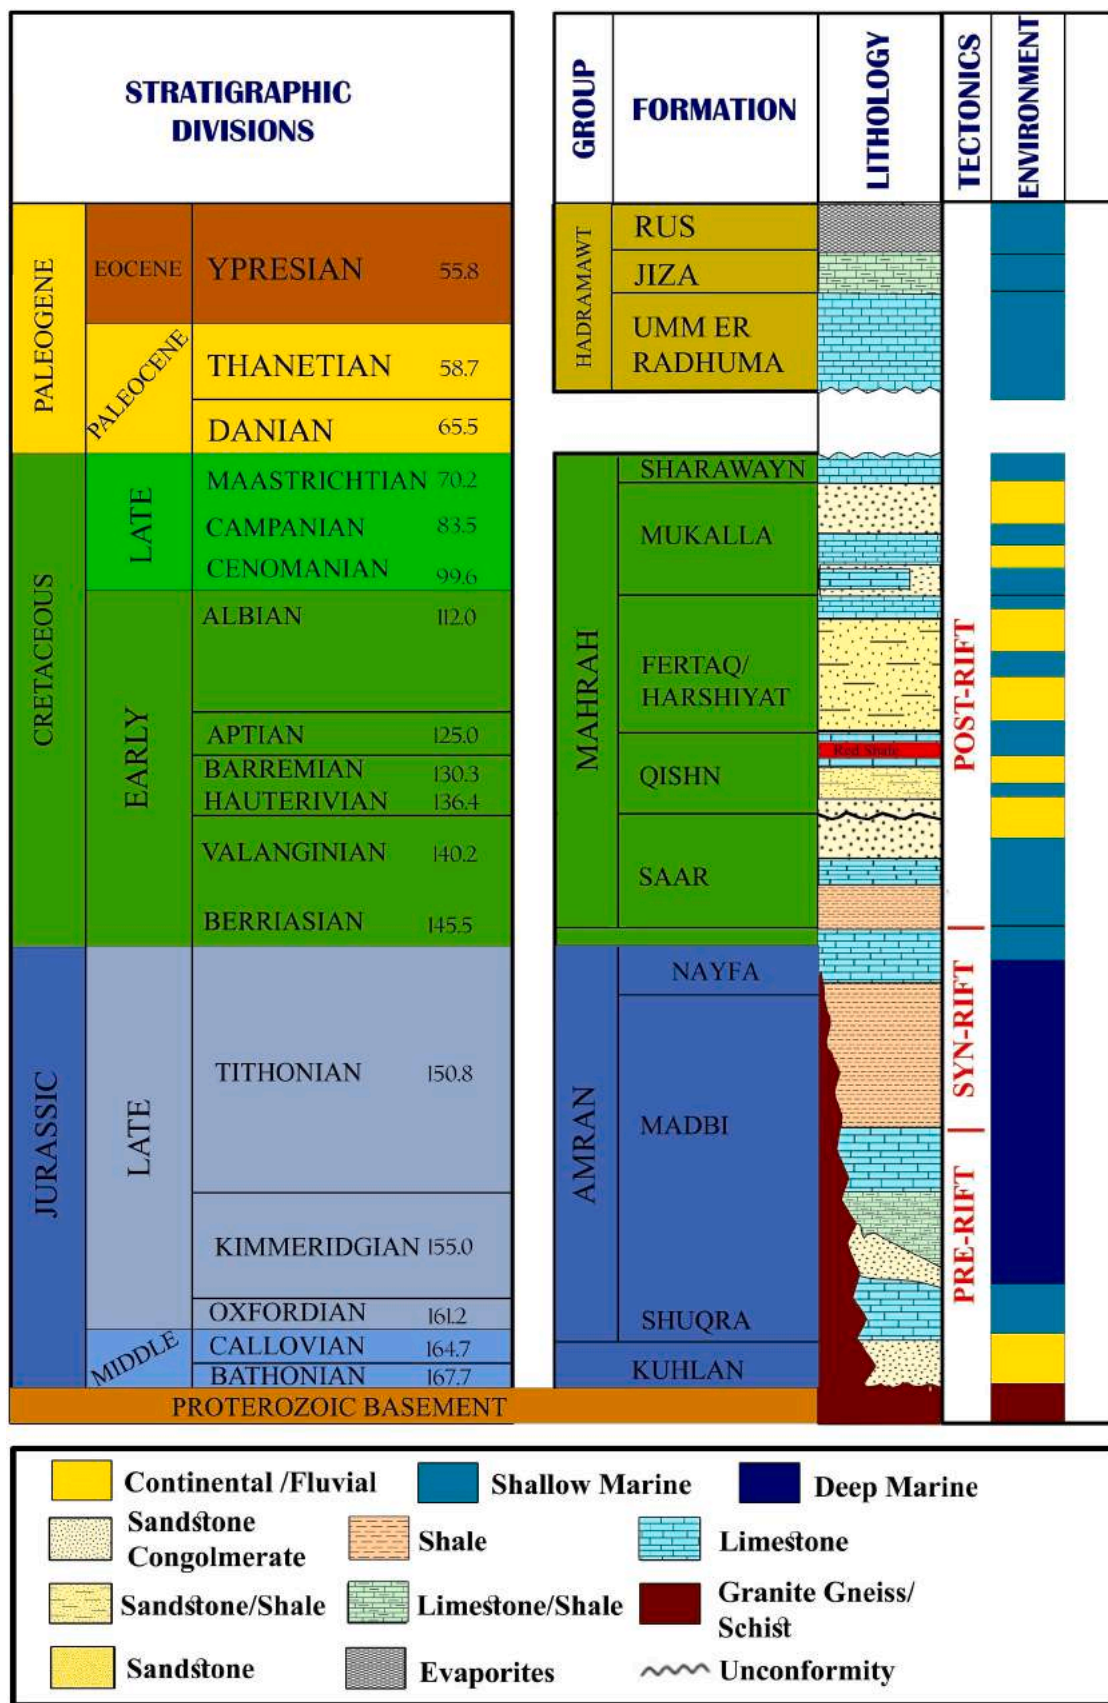 STRATIGRAPHIC
DIVISIONS
GROUP
FORMATION
LITHOLOGY
TECTONICS
ENVIRONMENT
PALEOGENE
EOCENE
YPRESIAN 55.8
PALEOCENE
THANETIAN 58.7
DANIAN 65.5
CRETACEOUS
LATE
MAASTRICHTIAN 70.2
CAMPANIAN 83.5
CENOMANIAN 99.6
EARLY
ALBIAN 112.0
APTIAN 125.0
BARREMIAN 130.3
HAUTERIVIAN 136.4
VALANGINIAN 140.2
BERRIASIAN 145.5
JURASSIC
LATE
TITHONIAN 150.8
KIMMERIDGIAN 155.0
OXFORDIAN 161.2
MIDDLE
CALLOVIAN 164.7
BATHONIAN 167.7
PROTEROZOIC BASEMENT
HADRAMAWT
RUS
JIZA
UMM ER
RADHUMA
MAHRAH
SHARAWAYN
MUKALLA
FERTAQ/
HARSHIYAT
QISHN
SAAR
AMRAN
NAYFA
MADBI
SHUQRA
KUHLAN
Red Shale
POST-RIFT
SYN-RIFT
PRE-RIFT
Continental /Fluvial
Shallow Marine
Deep Marine
Sandstone
Congolmerate
Shale
Limestone
Sandstone/Shale
Limestone/Shale
Granite Gneiss/
Schist
Sandstone
Evaporites
Unconformity